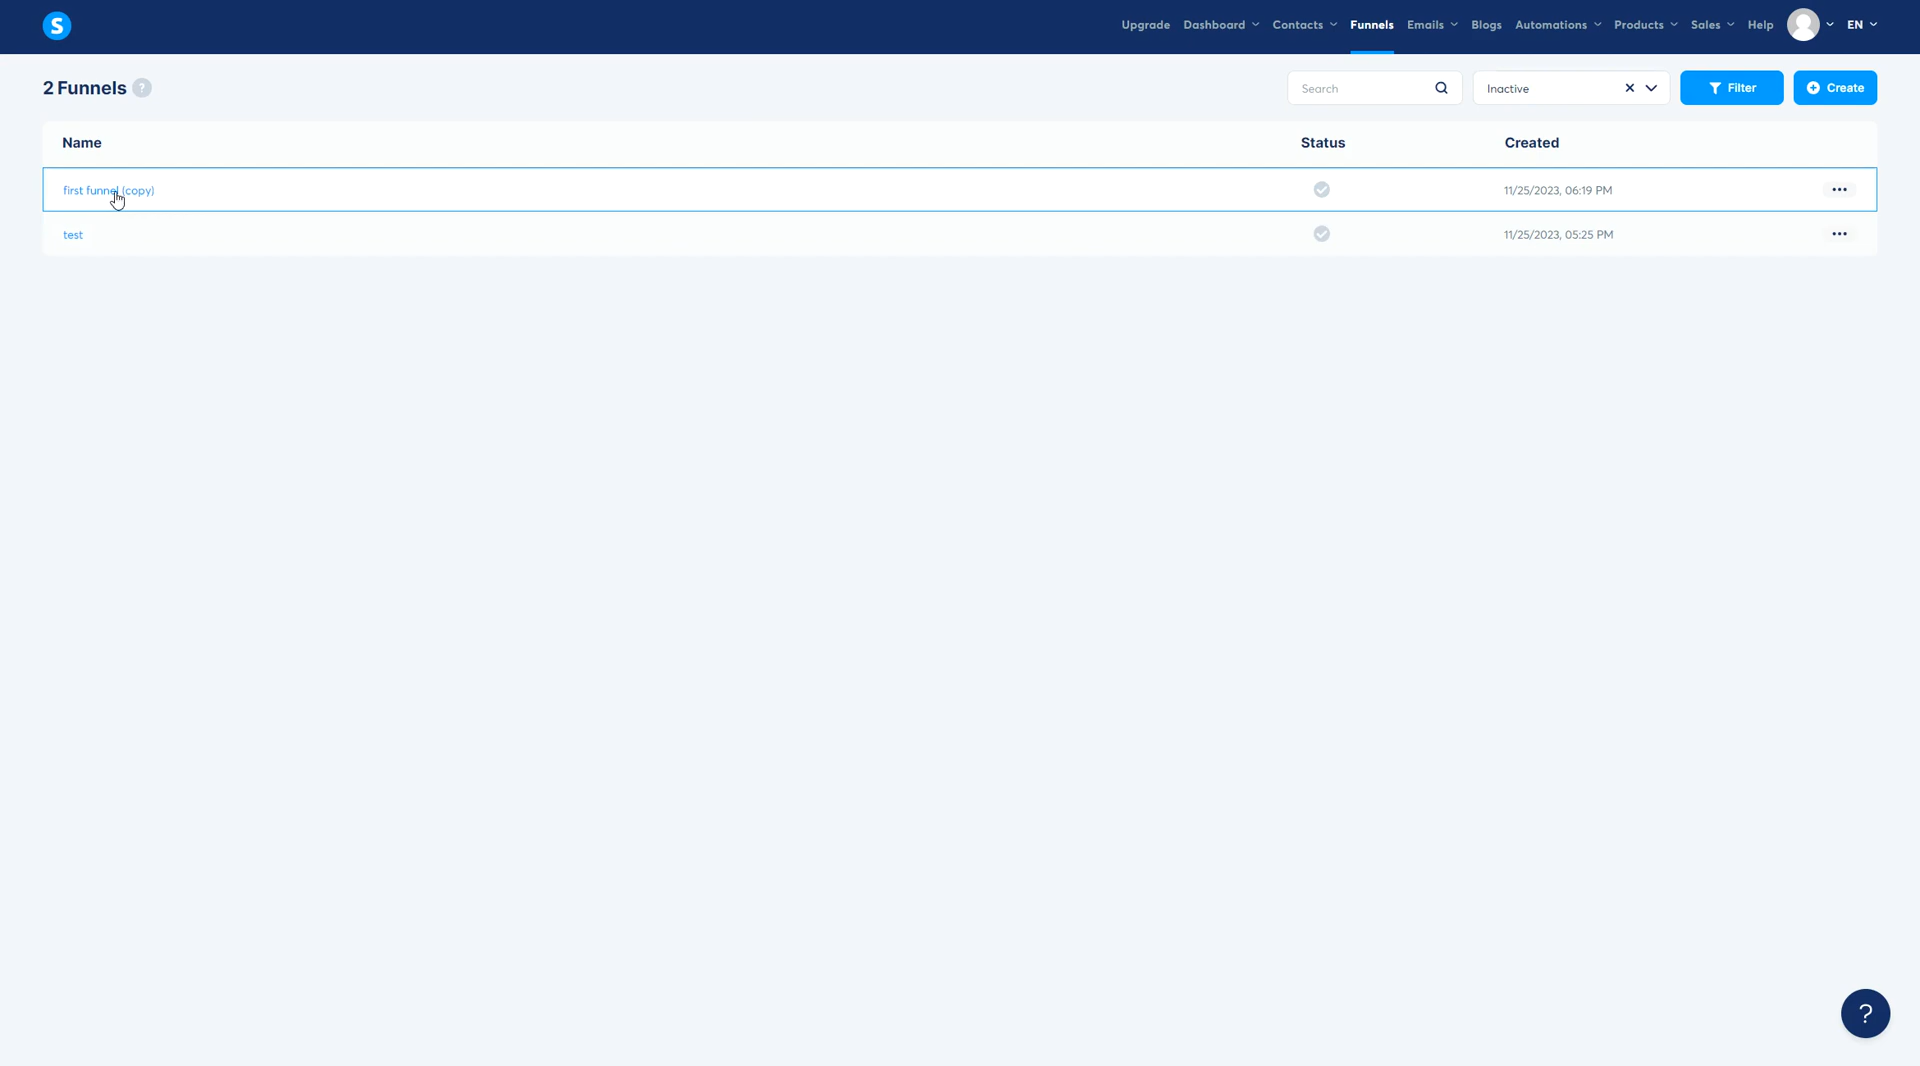 S Upgrade Dashboard Contacts Funnels Emails Blogs Automations Products Sales Help EN
2 Funnels ? Search Inactive Filter Create
Name Status Created
first funnel (copy) 11/25/2023, 06:19 PM
test 11/25/2023, 05:25 PM
?